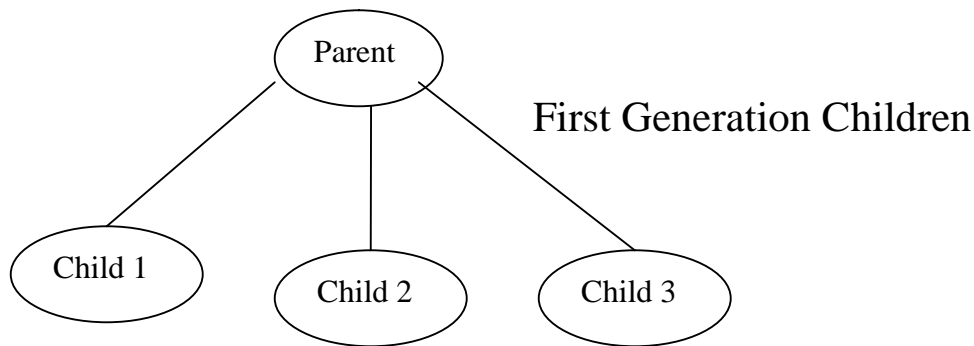 Parent
First Generation Children
Child 1
Child 2
Child 3